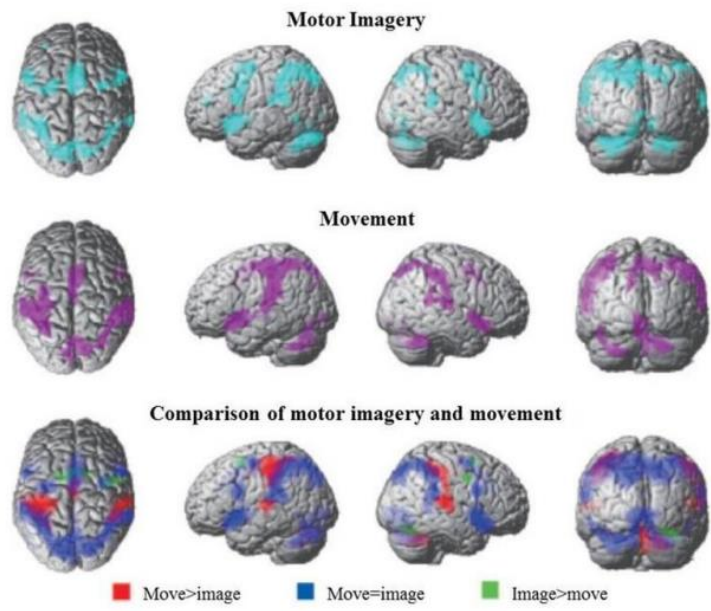 Motor Imagery
Movement
Comparison of motor imagery and movement
Move>image Move=image Image>move